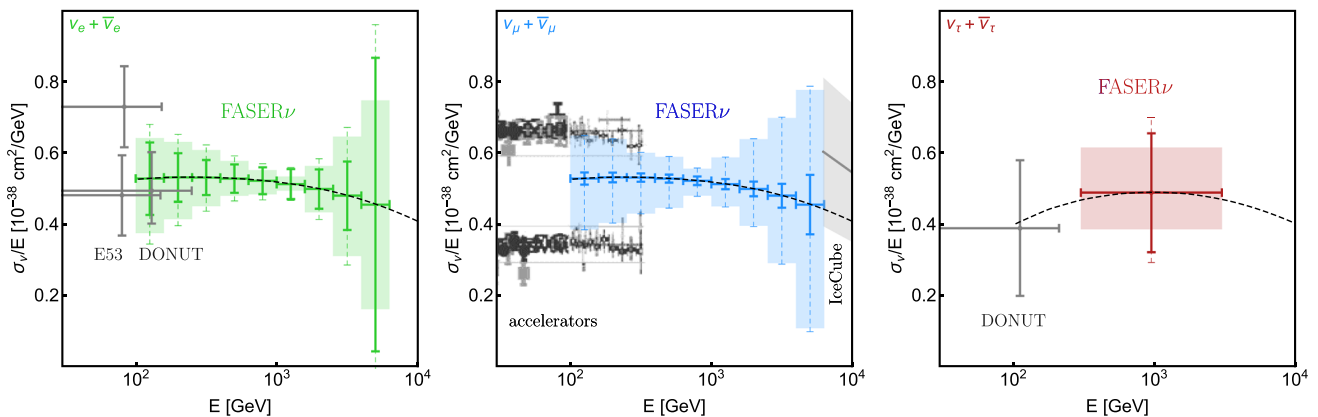 νe + ν̅e
FASERν
E53 DONUT
0.8
0.6
0.4
0.2
10² 10³ 10⁴
E [GeV]
σν/E [10⁻³⁸ cm²/GeV]
νμ + ν̅μ
FASERν
accelerators
IceCube
0.8
0.6
0.4
0.2
10² 10³ 10⁴
E [GeV]
σν/E [10⁻³⁸ cm²/GeV]
ντ + ν̅τ
FASERν
DONUT
0.8
0.6
0.4
0.2
10² 10³ 10⁴
E [GeV]
σν/E [10⁻³⁸ cm²/GeV]